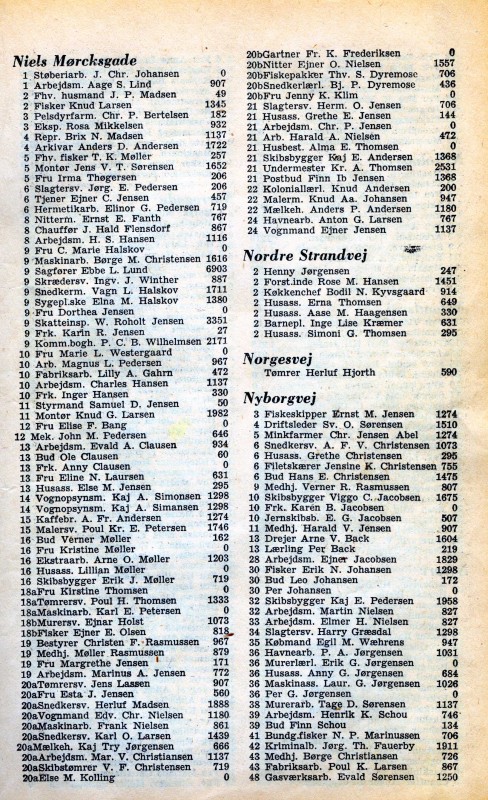 Niels Mørcksgade
1 Støberiarb. J. Chr. Johansen 0
1 Arbejdsm. Aage S. Lind 907
2 Fhv. husmand J. P. Madsen 49
2 Fisker Knud Larsen 1345
3 Pelsdyrfarm. Chr. P. Bertelsen 182
3 Eksp. Rosa Mikkelsen 932
4 Repr. Brix N. Madsen 1137
4 Arkivar Anders D. Andersen 1722
5 Fhv. fisker T. K. Møller 257
5 Montør Jens V. T. Sørensen 1652
5 Fru Irma Thøgersen 206
6 Slagtersv. Jørg. E. Pedersen 206
6 Tjener Ejner C. Jensen 457
6 Hermetikarb. Elinor G. Pedersen 719
8 Nitterm. Ernst E. Fanth 767
8 Chauffør J. Hald Flensdorf 867
8 Arbejdsm. H. S. Hansen 1116
9 Fru C. Marie Halskov 0
9 Maskinarb. Børge M. Christensen 1616
9 Sagfører Ebbe L. Lund 6903
9 Skrædersv. Ingv. J. Winther 887
9 Snedkerm. Vagn L. Halskov 1711
9 Sygepl.ske Elna M. Halskov 1380
9 Fru Dorthea Jensen 0
9 Skatteinsp. W. Roholt Jensen 3351
9 Frk. Karin R. Jensen 27
9 Komm.bogh. P. C. B. Wilhelmsen 2171
10 Fru Marie L. Westergaard 0
10 Arb. Magnus L. Pedersen 967
10 Fabriksarb. Lilly A. Gahrn 472
10 Arbejdsm. Charles Hansen 1137
10 Frk. Inger Hansen 330
11 Styrmand Samuel D. Jensen 50
11 Montør Knud G. Larsen 1982
12 Fru Elise F. Bang 0
12 Mek. John M. Pedersen 646
13 Arbejdsm. Evald A. Clausen 934
13 Bud Ole Clausen 60
13 Frk. Anny Clausen 0
13 Fru Eline N. Laursen 631
13 Husass. Else M. Jensen 295
14 Vognopsynsm. Kaj A. Simonsen 1298
14 Vognopsynsm. Kaj A. Simansen 1298
15 Kaffebr. A. Fr. Andersen 1274
15 Malersv. Poul Kr. E. Petersen 1746
16 Bud Verner Møller 162
16 Fru Kristine Møller 0
16 Ekstraarb. Arne O. Møller 1203
16 Husass. Lillian Møller 0
16 Skibsbygger Erik J. Møller 719
18a Fru Kirstine Thomsen 0
18a Tømrersv. Poul H. Thomsen 1333
18a Maskinarb. Karl E. Petersen 0
18b Murersv. Ejnar Holst 1073
18b Fisker Ejner E. Olsen 818
19 Bestyrer Christen F. Rasmussen 967
19 Medhj. Møller Rasmussen 879
19 Fru Margrethe Jensen 171
19 Arbejdsm. Marinus A. Jensen 772
20a Tømrersv. Jens Lassen 907
20a Fru Esta J. Jensen 560
20a Snedkersv. Herluf Madsen 1888
20a Vognmand Edv. Chr. Nielsen 1180
20a Maskinarb. Frank Nielsen 861
20a Snedkersv. Karl O. Larsen 1439
20a Mælkeh. Kaj Try Jørgensen 666
20a Arbejdsm. Mar. V. Christiansen 1137
20a Skibstømrer V. F. Christensen 719
20a Else M. Kolling 0
20b Gartner Fr. K. Frederiksen 0
20b Nitter Ejner O. Nielsen 1557
20b Fiskepakker Thv. S. Dyremose 706
20b Snedkerlærl. Bj. P. Dyremose 436
20b Fru Jenny K. Klim 0
21 Slagtersv. Herm. O. Jensen 706
21 Husass. Grethe E. Jensen 144
21 Arbejdsm. Chr. P. Jensen 0
21 Arb. Harald A. Nielsen 472
21 Husbest. Alma E. Thomsen 0
21 Skibsbygger Kaj E. Andersen 1368
21 Undermester Kr. A. Thomsen 2531
21 Postbud Finn Ib Jensen 1368
22 Koloniallærl. Knud Andersen 200
22 Malerm. Knud Aa. Johansen 947
22 Mælkeh. Anders P. Andersen 1180
24 Havnearb. Anton G. Larsen 767
24 Vognmand Ejner Jensen 1137
Nordre Strandvej
2 Henny Jørgensen 247
2 Forst.inde Rose M. Hansen 1451
2 Køkkenchef Bodil N. Kyvsgaard 914
2 Husass. Erna Thomsen 649
2 Husass. Aase M. Haagensen 330
2 Barnepl. Inge Lise Kræmer 631
2 Husass. Simoni G. Thomsen 295
Norgesvej
Tømrer Herluf Hjorth 590
Nyborgvej
3 Fiskeskipper Ernst M. Jensen 1274
4 Driftsleder Sv. O. Sørensen 1510
5 Minkfarmer Chr. Jensen Abel 1274
6 Snedkersv. A. F. V. Christensen 1073
6 Husass. Grethe Christensen 295
6 Filetskærer Jensine K. Christensen 755
6 Bud Hans E. Christensen 1475
9 Medhj. Verner R. Rasmussen 807
10 Skibsbygger Viggo C. Jacobsen 1675
10 Frk. Karen B. Jacobsen 0
10 Jernskibsb. E. G. Jacobsen 507
11 Medhj. Harald V. Jensen 907
13 Drejer Arne V. Back 1604
13 Lærling Per Back 219
28 Arbejdsm. Ejner Jacobsen 1829
30 Fisker Erik N. Johansen 1298
30 Bud Leo Johansen 172
30 Per Johansen 0
32 Skibsbygger Kaj E. Pedersen 1958
32 Arbejdsm. Martin Nielsen 827
33 Arbejdsm. Elmer H. Nielsen 827
34 Slagtersv. Harry Græsdal 1298
35 Købmand Egil M. Wæhrens 947
36 Havnearb. P. A. Jørgensen 1031
36 Murerlærl. Erik G. Jørgensen 0
36 Husass. Anny G. Jørgensen 684
36 Maskinass. Laur. G. Jørgensen 1026
36 Per G. Jørgensen 0
38 Murerarb. Tage D. Sørensen 1137
39 Arbejdsm. Henrik K. Schou 746
39 Bud Finn Schou 134
41 Bundg.fisker N. P. Marinussen 706
42 Kriminalb. Jørg. Th. Fauerby 1911
43 Medhj. Børge Christiansen 726
43 Fabriksarb. Poul K. Larsen 867
48 Gasværksarb. Evald Sørensen 1250